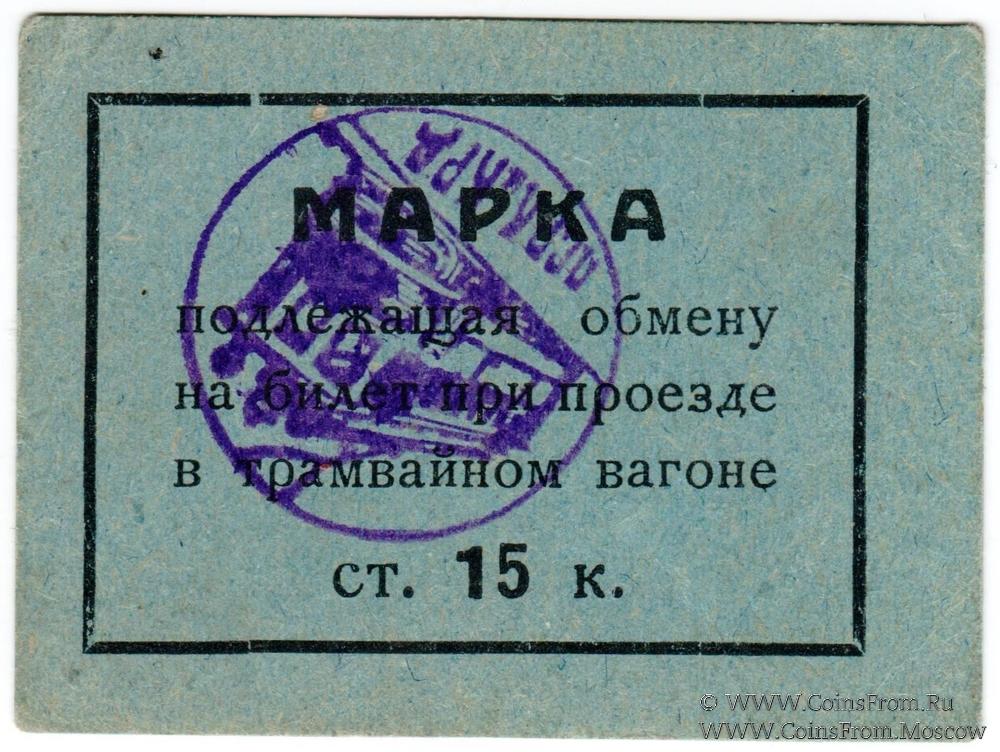 МАРКА
подлежащая обмену
на билет при проезде
в трамвайном вагоне
ст. 15 к.
© WWW.CoinsFrom.Ru
WWW.CoinsFrom.Moscow